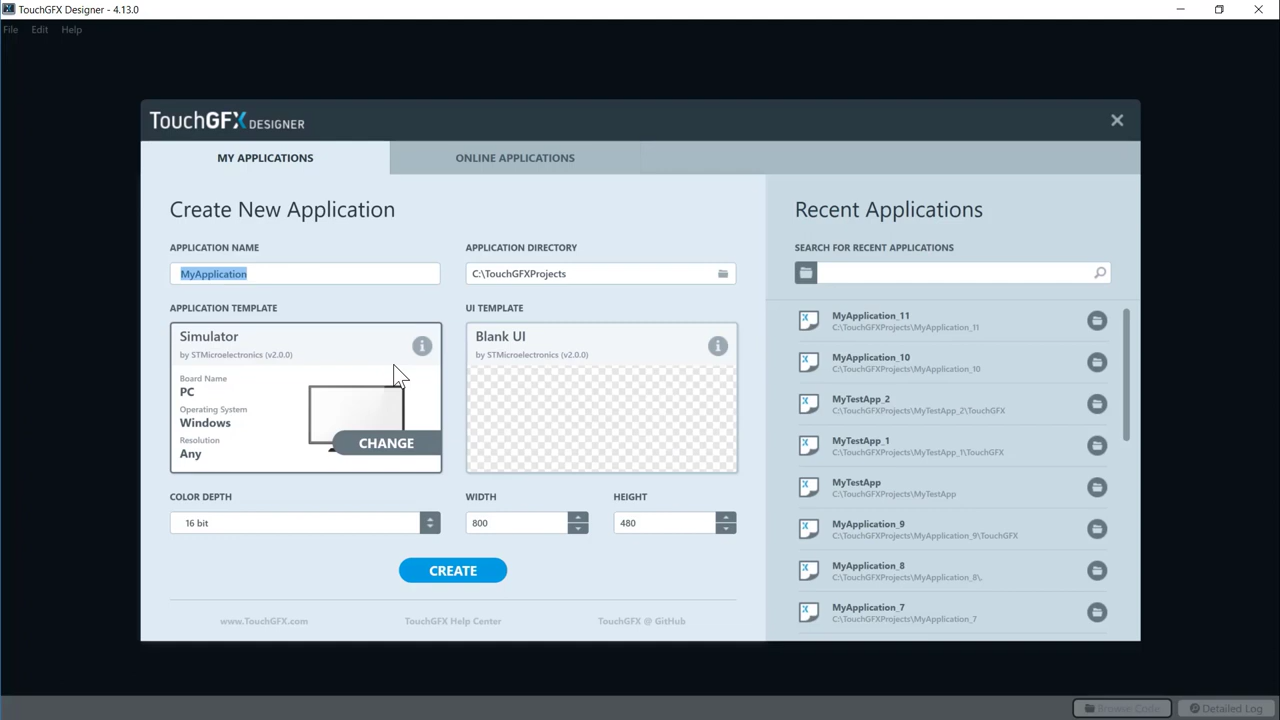 TouchGFX Designer - 4.13.0
File Edit Help
TouchGFX DESIGNER
MY APPLICATIONS
ONLINE APPLICATIONS
Create New Application
APPLICATION NAME
MyApplication
APPLICATION DIRECTORY
C:\TouchGFXProjects
APPLICATION TEMPLATE
Simulator
by STMicroelectronics (v2.0.0)
Board Name
PC
Operating System
Windows
Resolution
Any
CHANGE
UI TEMPLATE
Blank UI
by STMicroelectronics (v2.0.0)
COLOR DEPTH
16 bit
WIDTH
800
HEIGHT
480
CREATE
www.TouchGFX.com
TouchGFX Help Center
TouchGFX @ GitHub
Recent Applications
SEARCH FOR RECENT APPLICATIONS
MyApplication_11
C:\TouchGFXProjects\MyApplication_11
MyApplication_10
C:\TouchGFXProjects\MyApplication_10
MyTestApp_2
C:\TouchGFXProjects\MyTestApp_2\TouchGFX
MyTestApp_1
C:\TouchGFXProjects\MyTestApp_1\TouchGFX
MyTestApp
C:\TouchGFXProjects\MyTestApp
MyApplication_9
C:\TouchGFXProjects\MyApplication_9\TouchGFX
MyApplication_8
C:\TouchGFXProjects\MyApplication_8\,
MyApplication_7
C:\TouchGFXProjects\MyApplication_7
Browse Code
Detailed Log